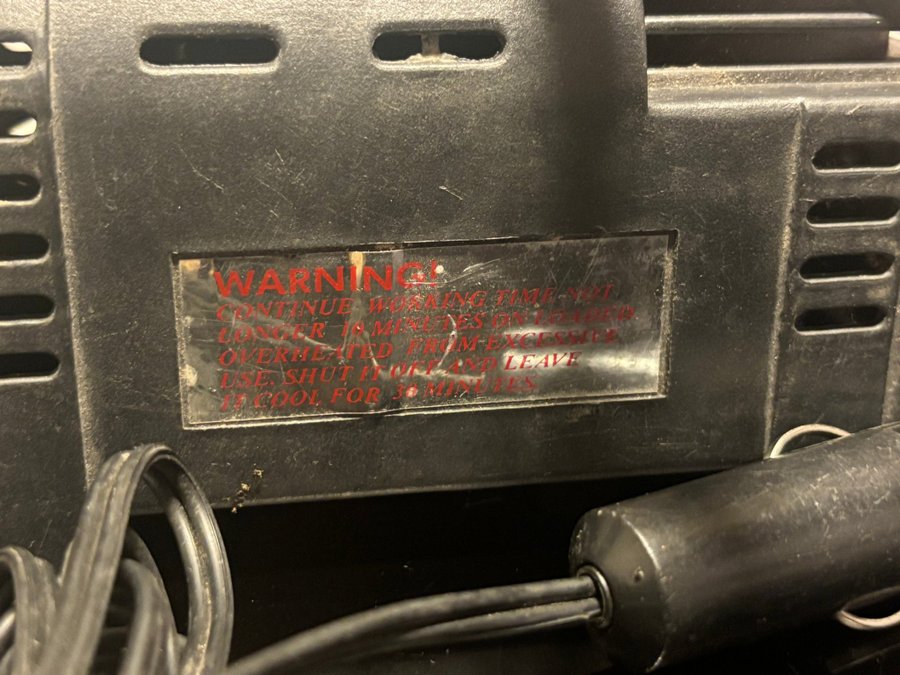 WARNING!
CONTINUE WORKING TIME NOT
LONGER 10 MINUTES ON LOADED
OVERHEATED FROM EXCESSIVE
USE. SHUT IT OFF AND LEAVE
IT COOL FOR 30 MINUTES